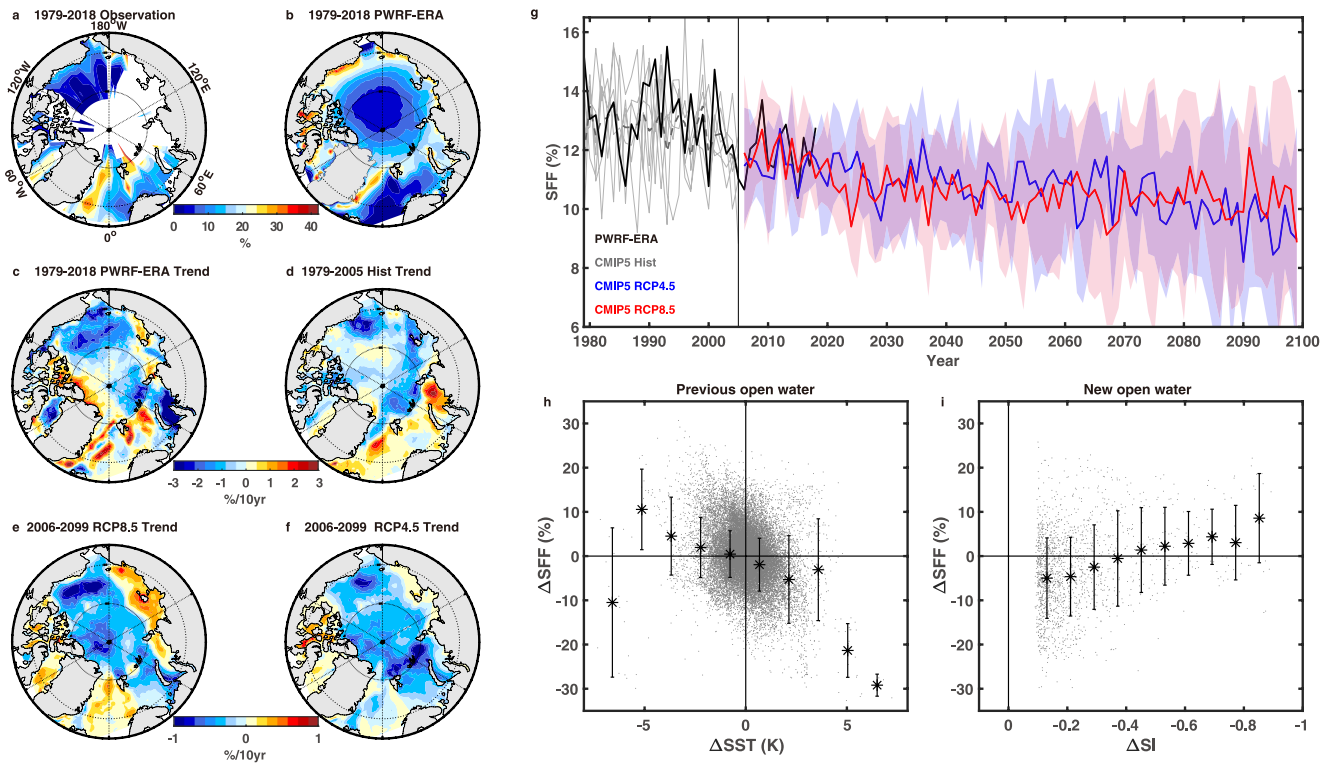 a 1979-2018 Observation
180°W
120°W
120°E
60°W
60°E
0°
0 10 20 30 40
%
b 1979-2018 PWRF-ERA
c 1979-2018 PWRF-ERA Trend
d 1979-2005 Hist Trend
-3 -2 -1 0 1 2 3
%/10yr
e 2006-2099 RCP8.5 Trend
f 2006-2099 RCP4.5 Trend
-1 0 1
%/10yr
g
16
14
12
10
8
6
SFF (%)
PWRF-ERA
CMIP5 Hist
CMIP5 RCP4.5
CMIP5 RCP8.5
1980 1990 2000 2010 2020 2030 2040 2050 2060 2070 2080 2090 2100
Year
h Previous open water
30
20
10
0
-10
-20
-30
ΔSFF (%)
-5 0 5
ΔSST (K)
i New open water
30
20
10
0
-10
-20
-30
ΔSFF (%)
0 -0.2 -0.4 -0.6 -0.8 -1
ΔSI